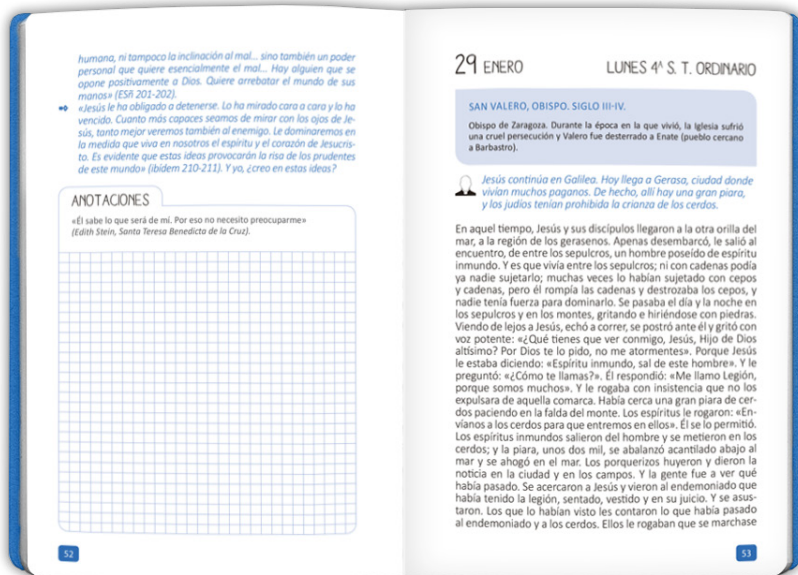 humana, ni tampoco la inclinación al mal... sino también un poder
personal que quiere esencialmente el mal... Hay alguien que se
opone positivamente a Dios. Quiere arrebatar el mundo de sus
manos» (ESñ 201-202).
«Jesús le ha obligado a detenerse. Lo ha mirado cara a cara y lo ha
vencido. Cuanto más capaces seamos de mirar con los ojos de Je-
sús, tanto mejor veremos también al enemigo. Le dominaremos en
la medida que viva en nosotros el espíritu y el corazón de Jesucris-
to. Es evidente que estas ideas provocarán la risa de los prudentes
de este mundo» (ibídem 210-211). Y yo, ¿creo en estas ideas?
ANOTACIONES
«Él sabe lo que será de mí. Por eso no necesito preocuparme»
(Edith Stein, Santa Teresa Benedicta de la Cruz).
52
29 ENERO LUNES 4ª S. T. ORDINARIO
SAN VALERO, OBISPO. SIGLO III-IV.
Obispo de Zaragoza. Durante la época en la que vivió, la Iglesia sufrió
una cruel persecución y Valero fue desterrado a Enate (pueblo cercano
a Barbastro).
Jesús continúa en Galilea. Hoy llega a Gerasa, ciudad donde
vivían muchos paganos. De hecho, allí hay una gran piara,
y los judíos tenían prohibida la crianza de los cerdos.
En aquel tiempo, Jesús y sus discípulos llegaron a la otra orilla del
mar, a la región de los gerasenos. Apenas desembarcó, le salió al
encuentro, de entre los sepulcros, un hombre poseído de espíritu
inmundo. Y es que vivía entre los sepulcros; ni con cadenas podía
ya nadie sujetarlo; muchas veces lo habían sujetado con cepos
y cadenas, pero él rompía las cadenas y destrozaba los cepos, y
nadie tenía fuerza para dominarlo. Se pasaba el día y la noche en
los sepulcros y en los montes, gritando e hiriéndose con piedras.
Viendo de lejos a Jesús, echó a correr, se postró ante él y gritó con
voz potente: «¿Qué tienes que ver conmigo, Jesús, Hijo de Dios
altísimo? Por Dios te lo pido, no me atormentes». Porque Jesús
le estaba diciendo: «Espíritu inmundo, sal de este hombre». Y le
preguntó: «¿Cómo te llamas?». Él respondió: «Me llamo Legión,
porque somos muchos». Y le rogaba con insistencia que no los
expulsara de aquella comarca. Había cerca una gran piara de cer-
dos paciendo en la falda del monte. Los espíritus le rogaron: «En-
víanos a los cerdos para que entremos en ellos». Él se lo permitió.
Los espíritus inmundos salieron del hombre y se metieron en los
cerdos; y la piara, unos dos mil, se abalanzó acantilado abajo al
mar y se ahogó en el mar. Los porquerizos huyeron y dieron la
noticia en la ciudad y en los campos. Y la gente fue a ver qué
había pasado. Se acercaron a Jesús y vieron al endemoniado que
había tenido la legión, sentado, vestido y en su juicio. Y se asus-
taron. Los que lo habían visto les contaron lo que había pasado
al endemoniado y a los cerdos. Ellos le rogaban que se marchase
53